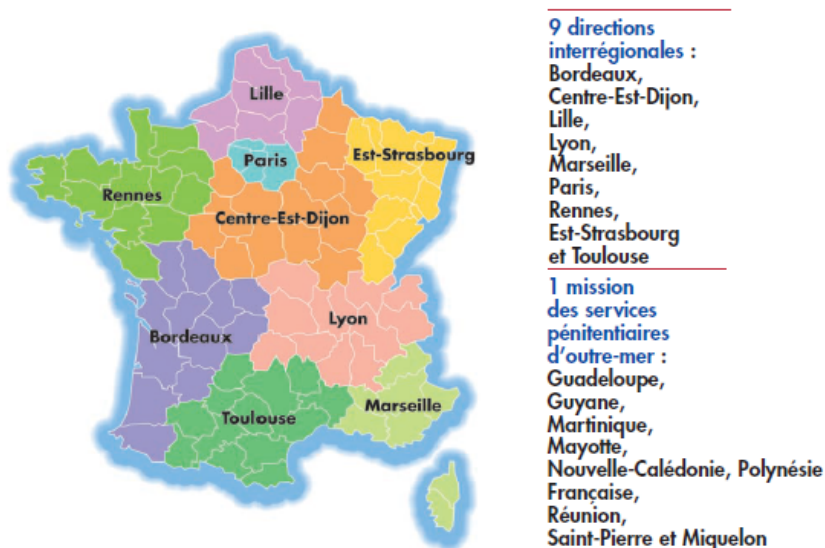 Lille
Paris
Est-Strasbourg
Rennes
Centre-Est-Dijon
Lyon
Bordeaux
Toulouse
Marseille
9 directions
interrégionales :
Bordeaux,
Centre-Est-Dijon,
Lille,
Lyon,
Marseille,
Paris,
Rennes,
Est-Strasbourg
et Toulouse
1 mission
des services
pénitentiaires
d'outre-mer :
Guadeloupe,
Guyane,
Martinique,
Mayotte,
Nouvelle-Calédonie, Polynésie
Française,
Réunion,
Saint-Pierre et Miquelon